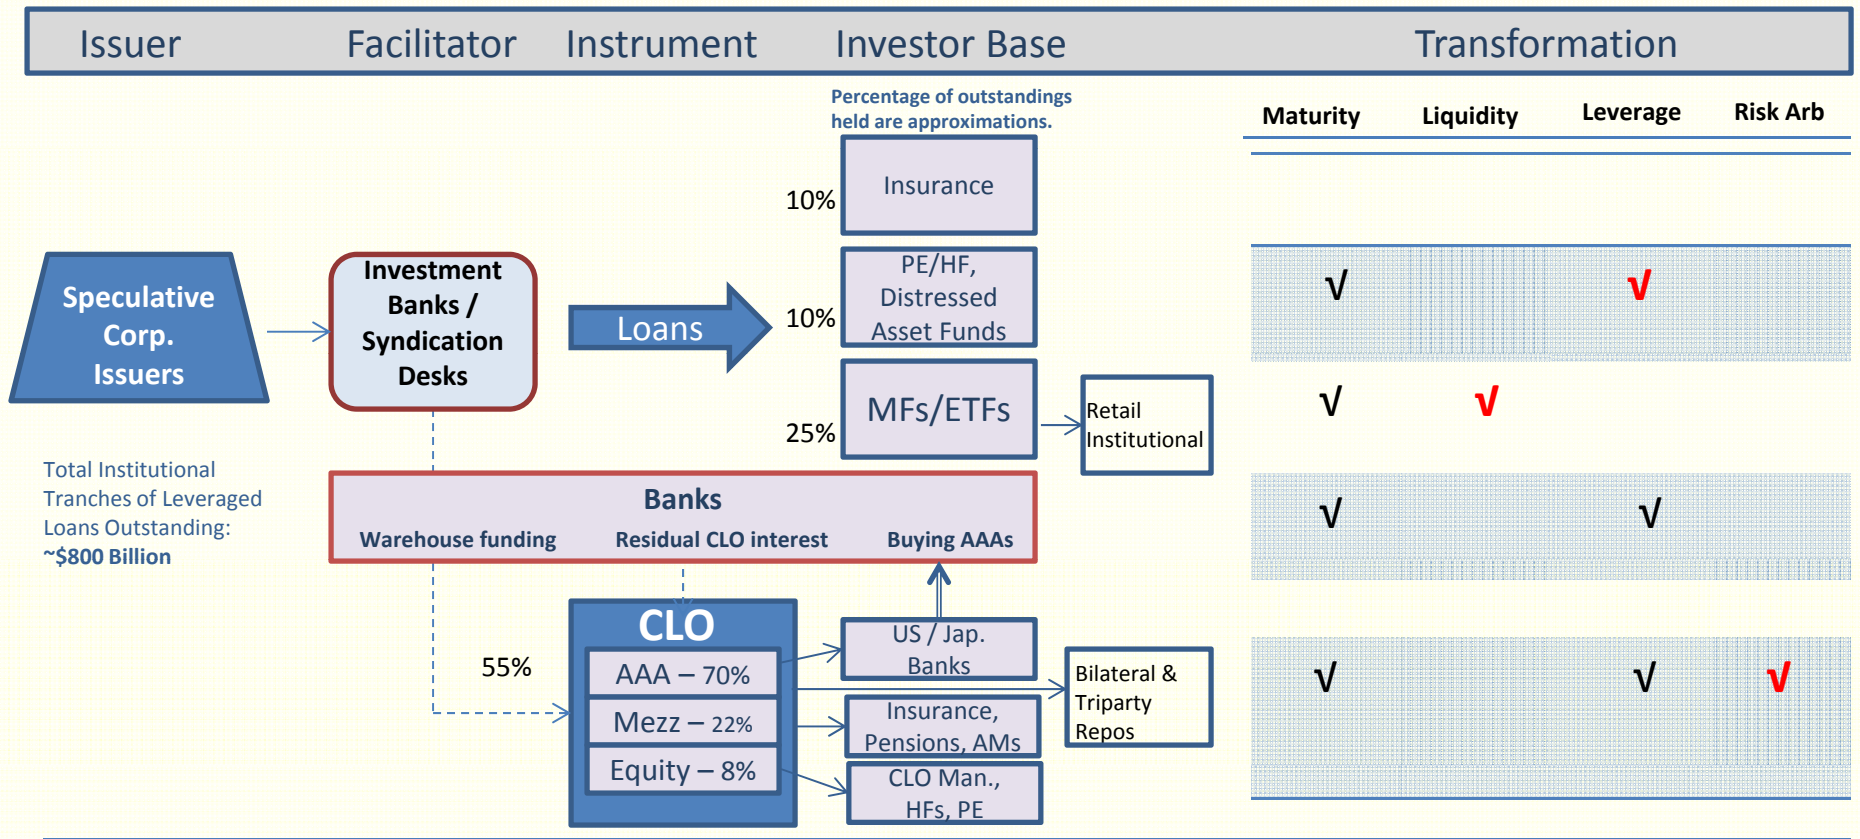 Issuer
Facilitator
Instrument
Investor Base
Transformation
Percentage of outstandings
held are approximations.
Maturity
Liquidity
Leverage
Risk Arb
10%
Insurance
Speculative
Corp.
Issuers
Investment
Banks /
Syndication
Desks
Loans
10%
PE/HF,
Distressed
Asset Funds
√
√
25%
MFs/ETFs
Retail
Institutional
√
√
Total Institutional
Tranches of Leveraged
Loans Outstanding:
~$800 Billion
Banks
Warehouse funding
Residual CLO interest
Buying AAAs
√
√
55%
CLO
AAA – 70%
Mezz – 22%
Equity – 8%
US / Jap.
Banks
Insurance,
Pensions, AMs
CLO Man.,
HFs, PE
Bilateral &
Triparty
Repos
√
√
√